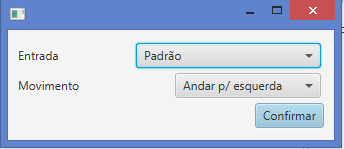 Entrada Padrão
Movimento Andar p/ esquerda
Confirmar